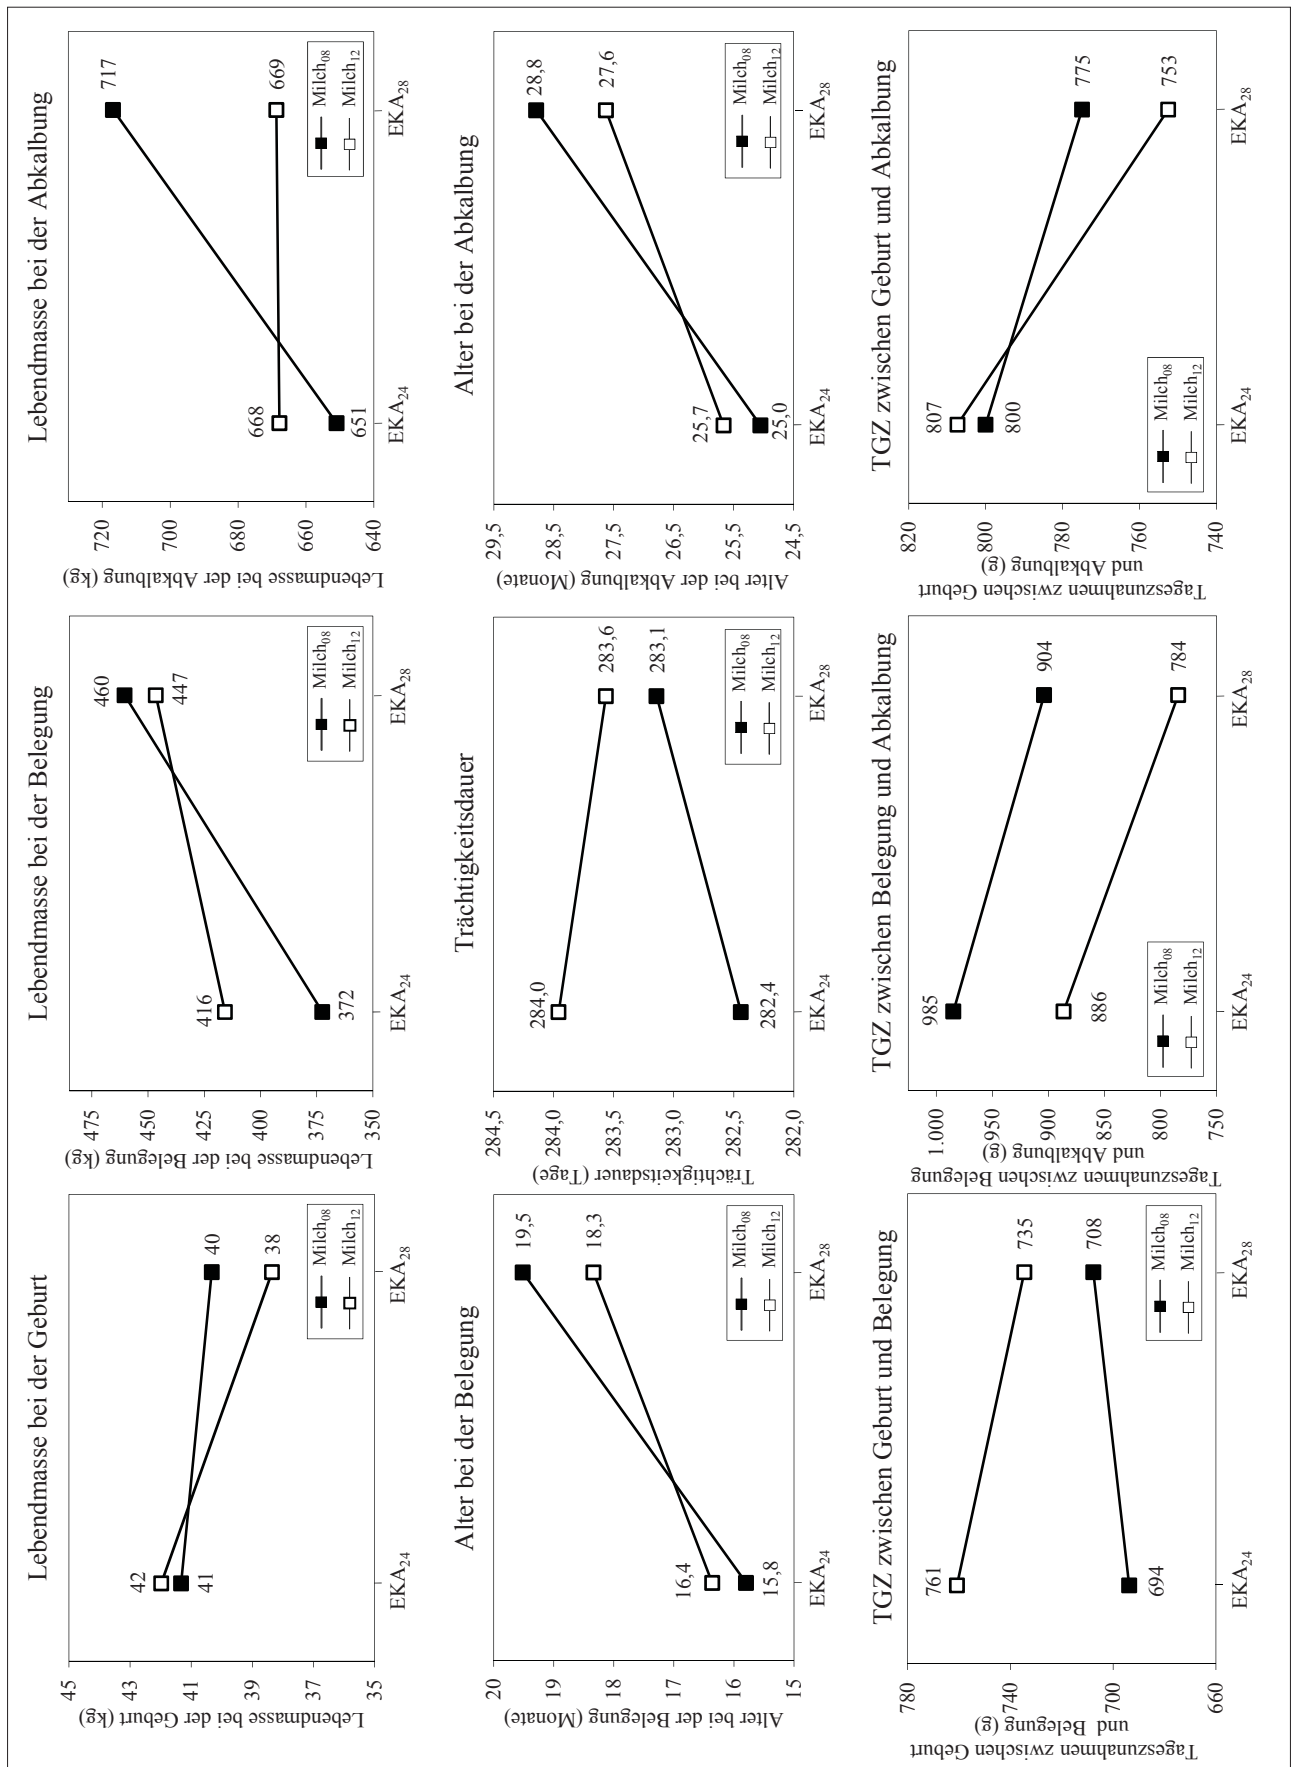 Lebendmasse bei der Geburt
Lebendmasse bei der Geburt (kg)
45
43
41
39
37
35
42
41
40
38
EKA24
EKA28
Milch08
Milch12
Lebendmasse bei der Belegung
Lebendmasse bei der Belegung (kg)
475
450
425
400
375
350
416
372
460
447
EKA24
EKA28
Milch08
Milch12
Lebendmasse bei der Abkalbung
Lebendmasse bei der Abkalbung (kg)
720
700
680
660
640
668
651
717
669
EKA24
EKA28
Milch08
Milch12
Alter bei der Belegung
Alter bei der Belegung (Monate)
20
19
18
17
16
15
16,4
15,8
19,5
18,3
EKA24
EKA28
Milch08
Milch12
Trächtigkeitsdauer
Trächtigkeitsdauer (Tage)
284,5
284,0
283,5
283,0
282,5
282,0
284,0
282,4
283,6
283,1
EKA24
EKA28
Milch08
Milch12
Alter bei der Abkalbung
Alter bei der Abkalbung (Monate)
29,5
28,5
27,5
26,5
25,5
24,5
25,7
25,0
28,8
27,6
EKA24
EKA28
Milch08
Milch12
TGZ zwischen Geburt und Belegung
Tageszunahmen zwischen Geburt
und Belegung (g)
780
740
700
660
761
694
735
708
EKA24
EKA28
Milch08
Milch12
TGZ zwischen Belegung und Abkalbung
Tageszunahmen zwischen Belegung
und Abkalbung (g)
1.000
950
900
850
800
750
985
886
904
784
EKA24
EKA28
Milch08
Milch12
TGZ zwischen Geburt und Abkalbung
Tageszunahmen zwischen Geburt
und Abkalbung (g)
820
800
780
760
740
807
800
775
753
EKA24
EKA28
Milch08
Milch12